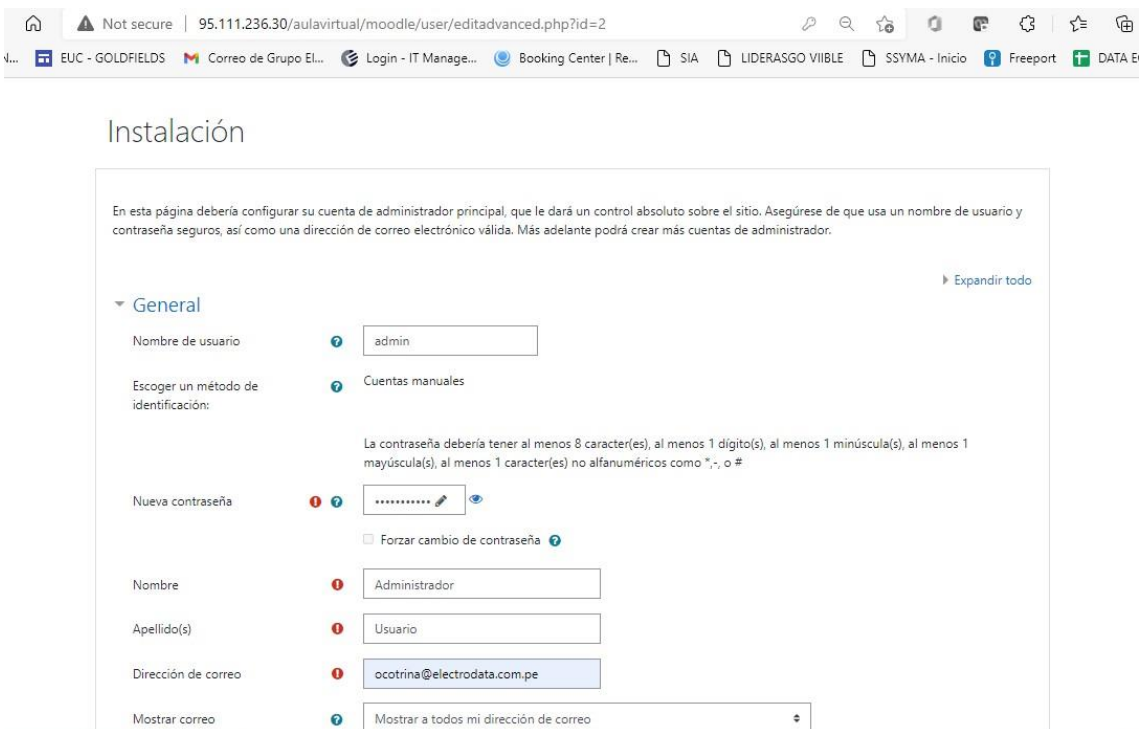 Not secure | 95.111.236.30/aulavirtual/moodle/user/editadvanced.php?id=2
N... EUC - GOLDFIELDS Correo de Grupo El... Login - IT Manage... Booking Center | Re... SIA LIDERASGO VIIBLE SSYMA - Inicio Freeport DATA E
Instalación
En esta página debería configurar su cuenta de administrador principal, que le dará un control absoluto sobre el sitio. Asegúrese de que usa un nombre de usuario y
contraseña seguros, así como una dirección de correo electrónico válida. Más adelante podrá crear más cuentas de administrador.
Expandir todo
General
Nombre de usuario admin
Escoger un método de
identificación:
Cuentas manuales
La contraseña debería tener al menos 8 caracter(es), al menos 1 dígito(s), al menos 1 minúscula(s), al menos 1
mayúscula(s), al menos 1 caracter(es) no alfanuméricos como *,-, o #
Nueva contraseña •••••••••••
Forzar cambio de contraseña
Nombre Administrador
Apellido(s) Usuario
Dirección de correo ocotrina@electrodata.com.pe
Mostrar correo Mostrar a todos mi dirección de correo